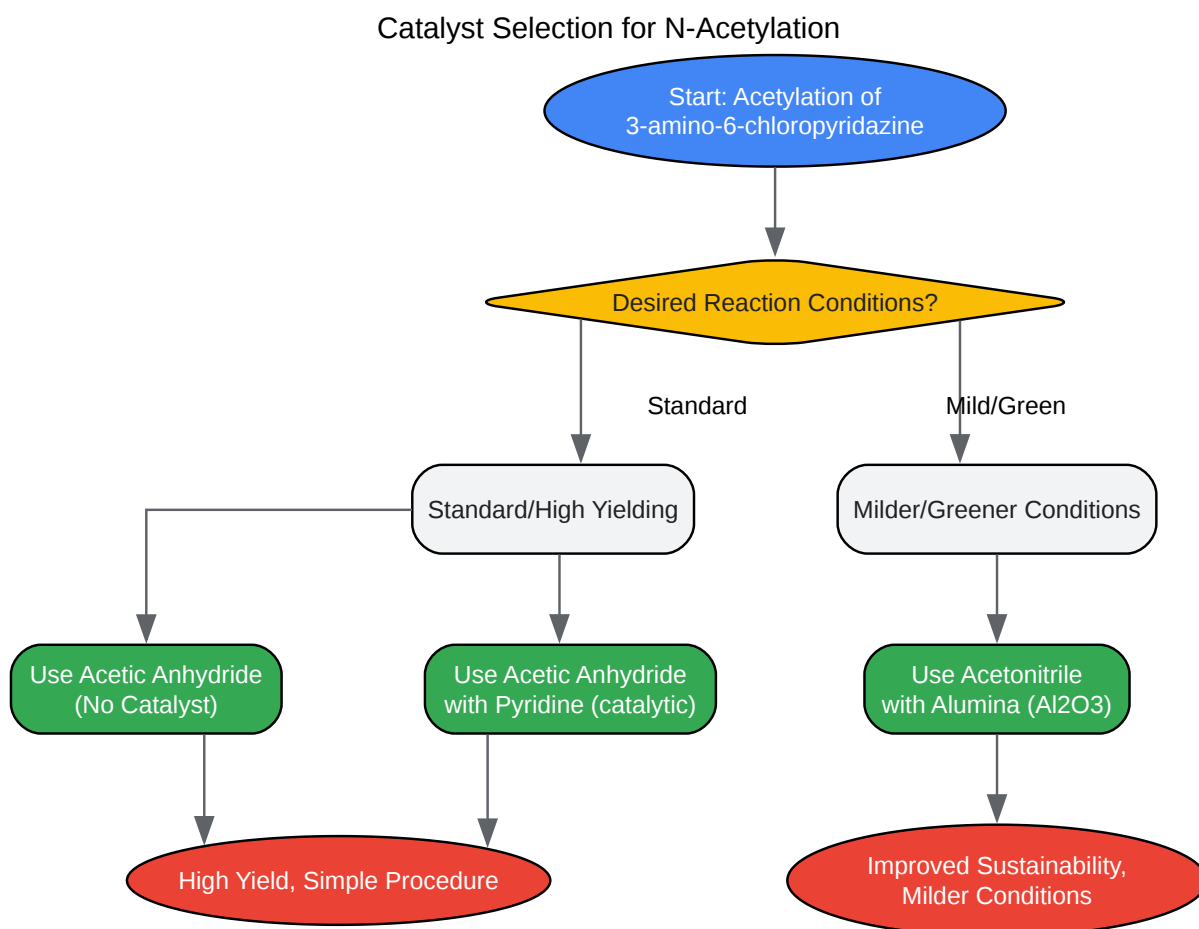 Catalyst Selection for N-Acetylation
Start: Acetylation of
3-amino-6-chloropyridazine
Desired Reaction Conditions?
Standard
Mild/Green
Standard/High Yielding
Milder/Greener Conditions
Use Acetic Anhydride
(No Catalyst)
Use Acetic Anhydride
with Pyridine (catalytic)
Use Acetonitrile
with Alumina (Al2O3)
High Yield, Simple Procedure
Improved Sustainability,
Milder Conditions